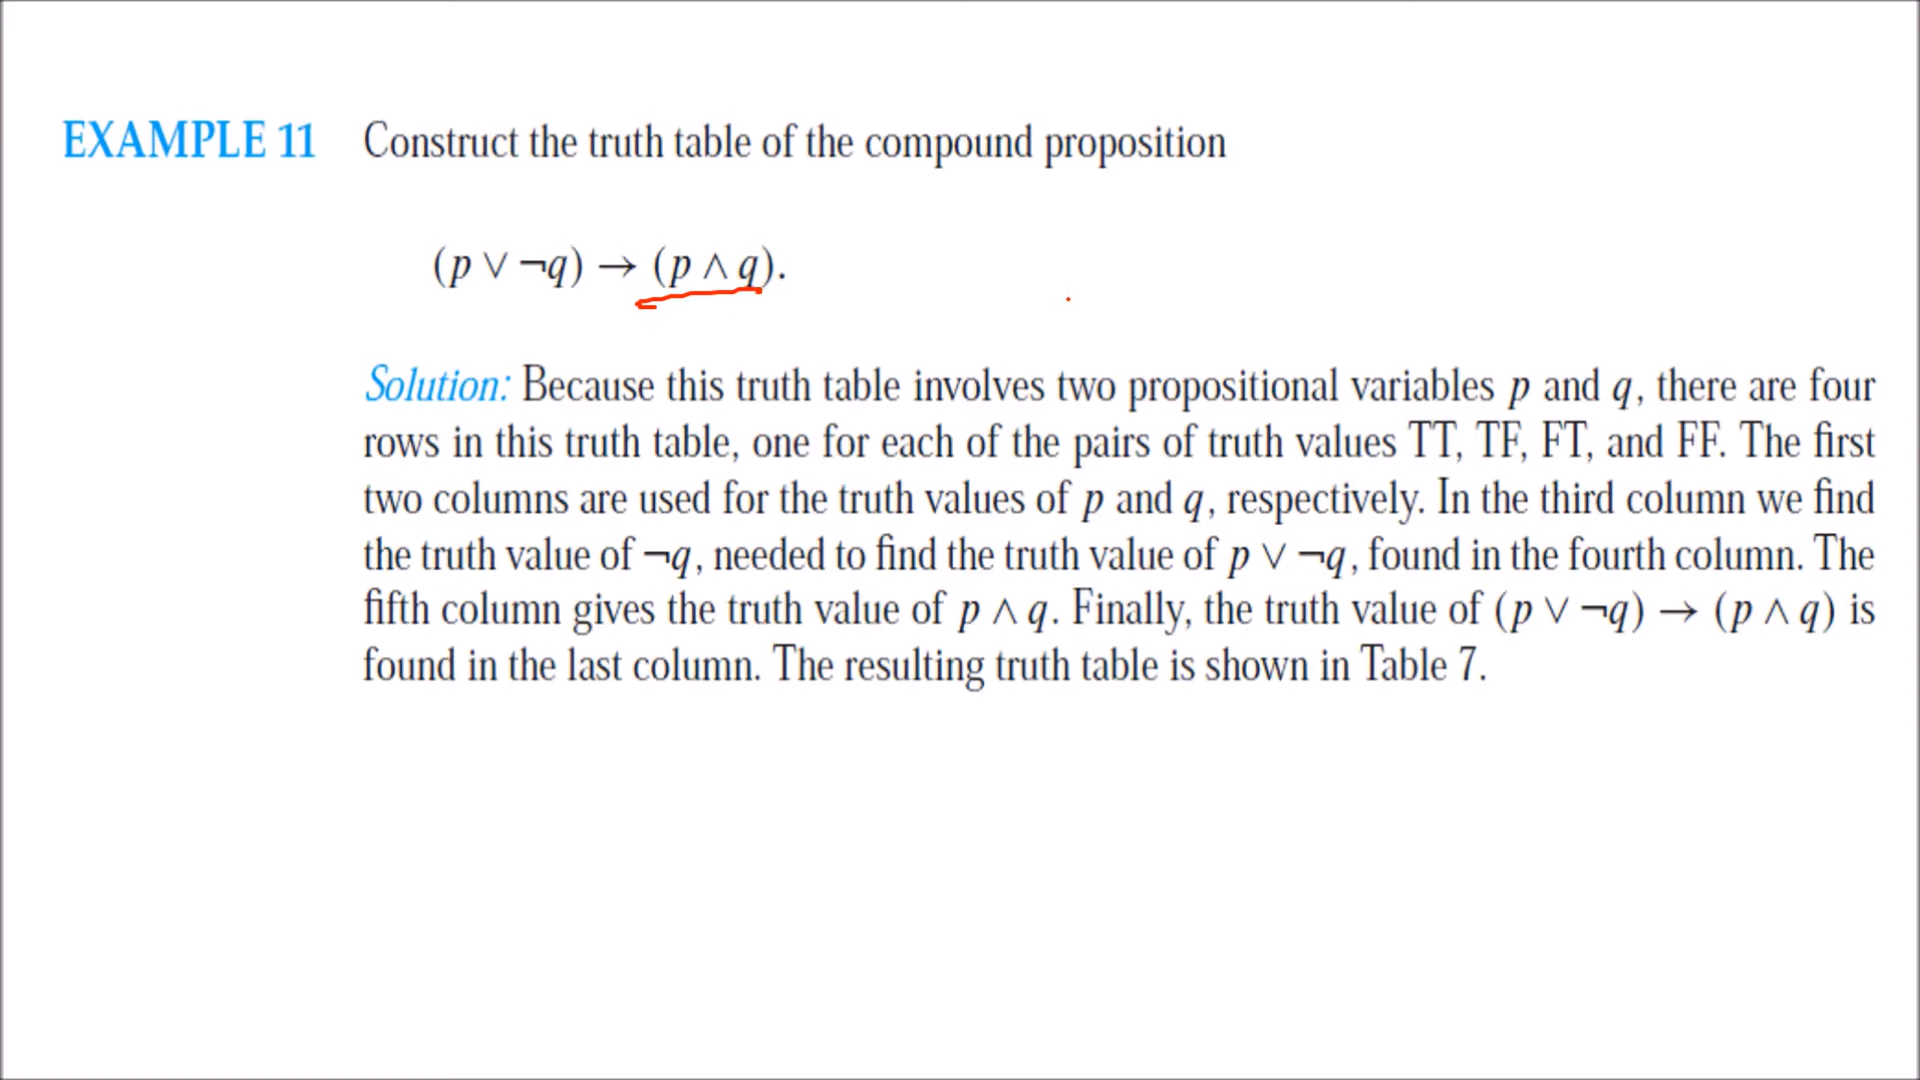 EXAMPLE 11 Construct the truth table of the compound proposition
(p ∨ ¬q) → (p ∧ q).
Solution: Because this truth table involves two propositional variables p and q, there are four
rows in this truth table, one for each of the pairs of truth values TT, TF, FT, and FF. The first
two columns are used for the truth values of p and q, respectively. In the third column we find
the truth value of ¬q, needed to find the truth value of p ∨ ¬q, found in the fourth column. The
fifth column gives the truth value of p ∧ q. Finally, the truth value of (p ∨ ¬q) → (p ∧ q) is
found in the last column. The resulting truth table is shown in Table 7.